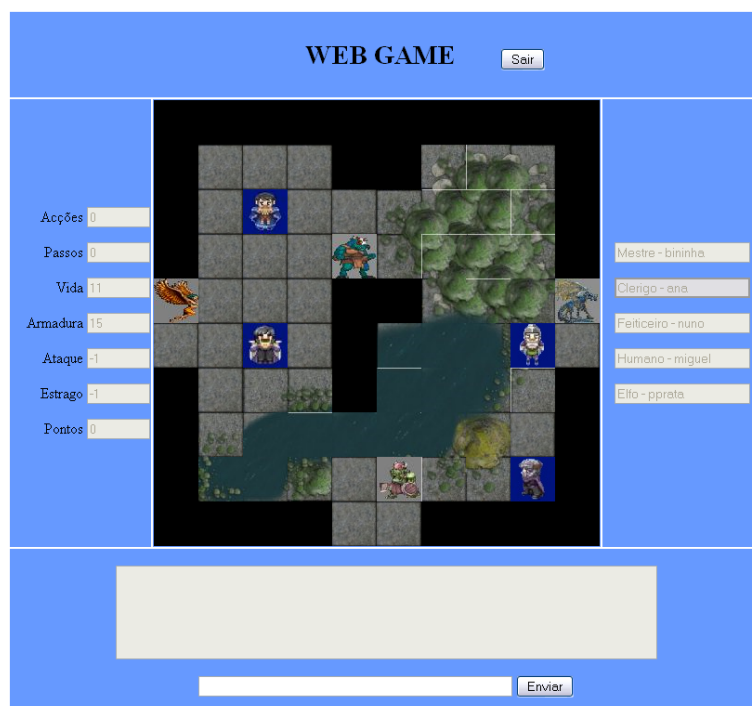 WEB GAME
Sair
Acções 0
Passos 0
Vida 11
Armadura 15
Ataque -1
Estrago -1
Pontos 0
Mestre - bininha
Clerigo - ana
Feiticeiro - nuno
Humano - miguel
Elfo - pprata
Enviar